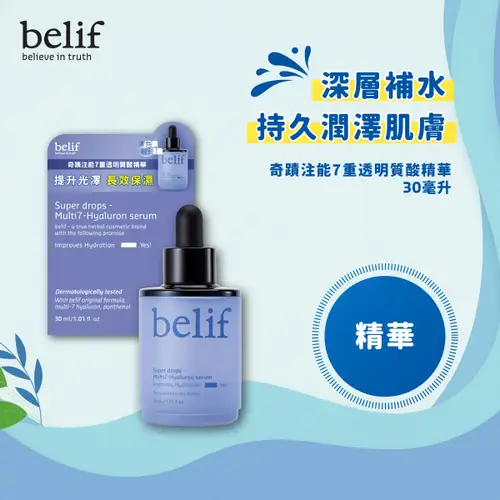 belif
believe in truth
深層補水
持久潤澤肌膚
奇蹟注能7重透明質酸精華
30毫升
精華
belif
奇蹟注能7重透明質酸精華
提升光澤 長效保濕
Super drops -
Multi7-Hyaluron serum
belif - a true herbal cosmetic brand
with the following promise
Improves Hydration Yes!
Dermatologically tested
With belif original formula,
multi-7 hyaluron, panthenol
30 ml/1.01 fl. oz
belif
Super drops
Multi7-Hyaluron serum
Improves Hydration Yes!